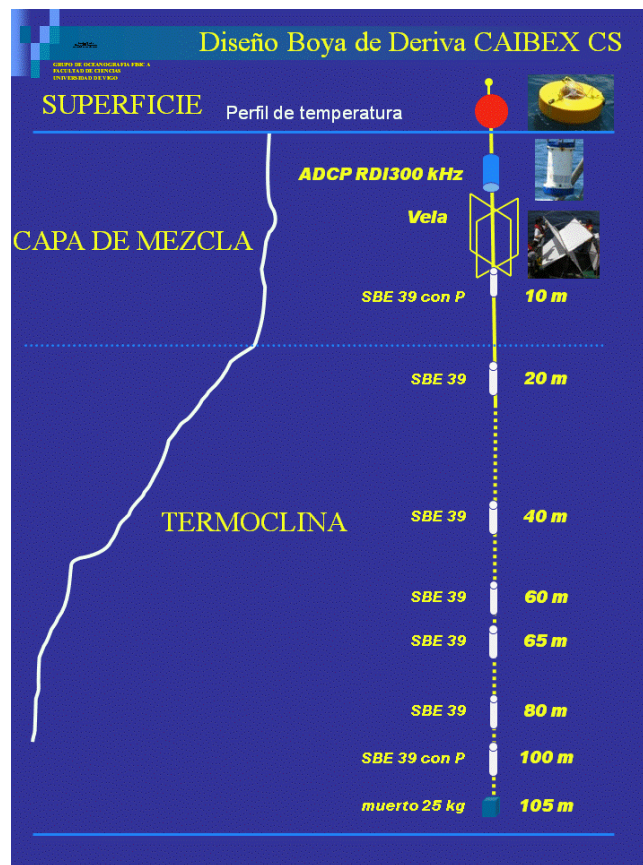 Diseño Boya de Deriva CAIBEX CS
GRUPO DE OCEANOGRAFIA FISICA
FACULTAD DE CIENCIAS
UNIVERSIDAD DE VIGO
SUPERFICIE
Perfil de temperatura
ADCP RDI300 kHz
Vela
CAPA DE MEZCLA
SBE 39 con P 10 m
SBE 39 20 m
TERMOCLINA
SBE 39 40 m
SBE 39 60 m
SBE 39 65 m
SBE 39 80 m
SBE 39 con P 100 m
muerto 25 kg 105 m